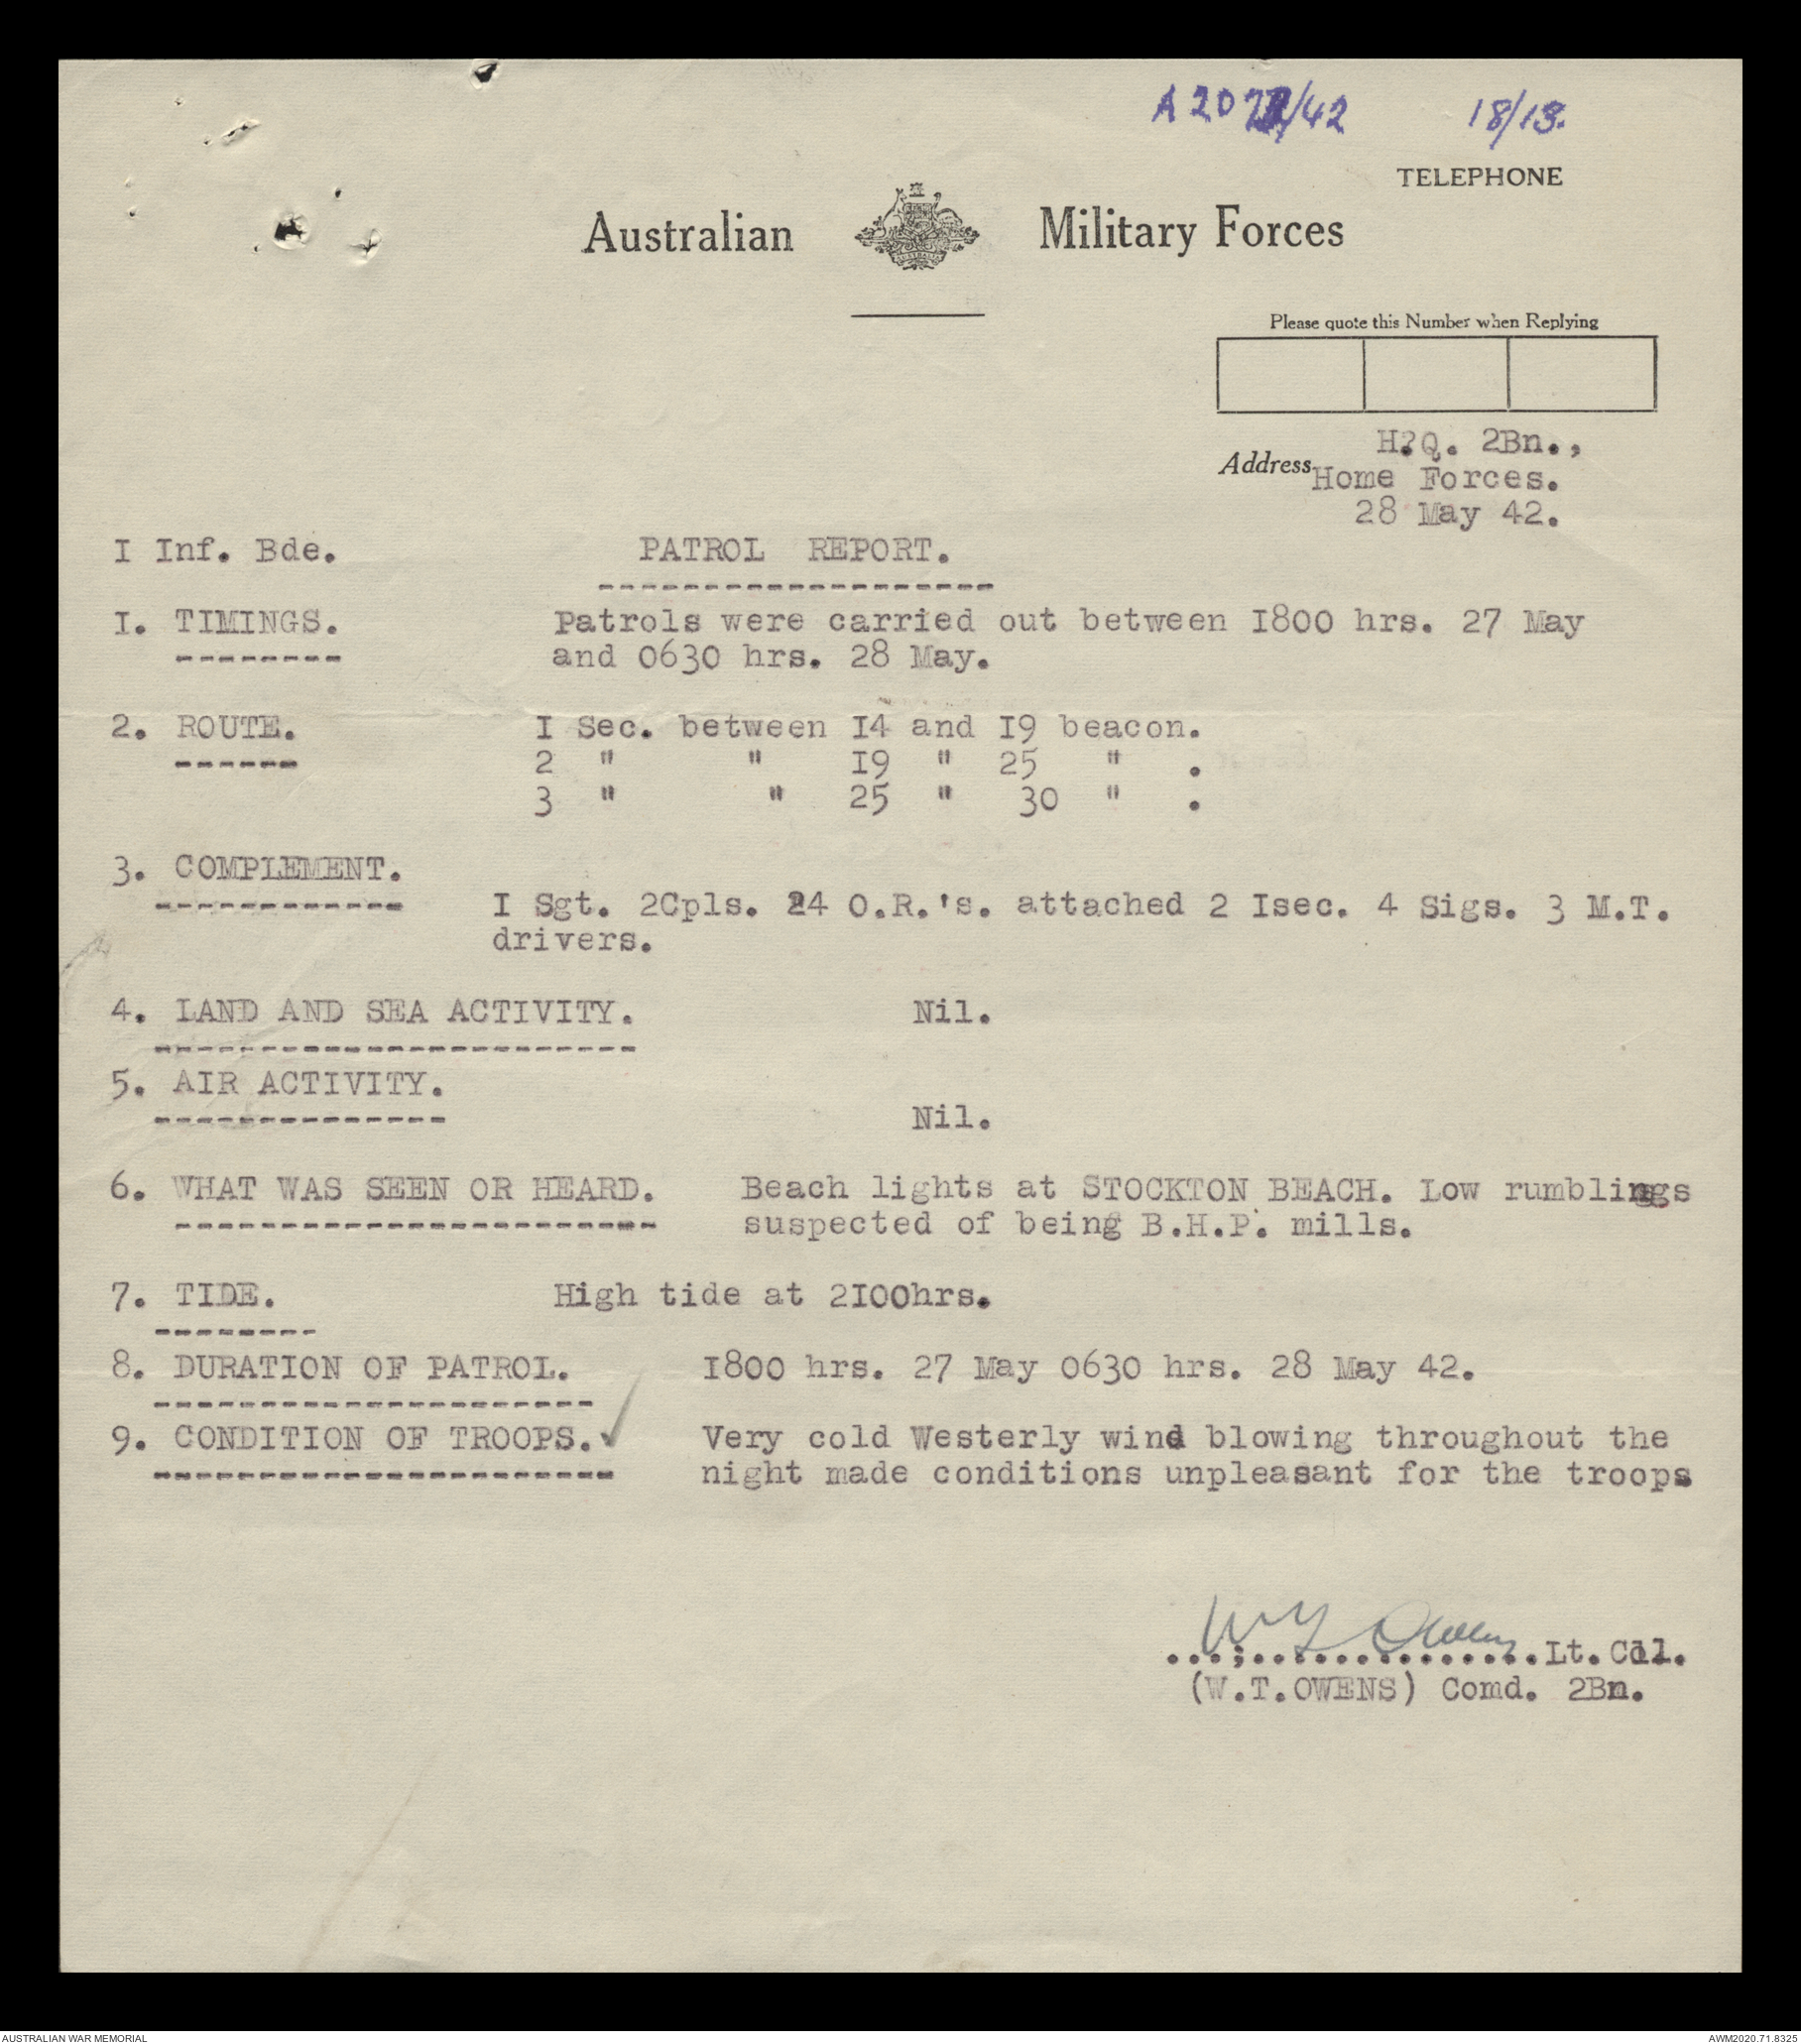 A 207 /42 18/13.
TELEPHONE
Australian Military Forces
AUSTRALIA
Please quote this Number when Replying
H.Q. 2Bn.,
Address
Home Forces.
28 May 42.
I Inf. Bde. PATROL REPORT.
I. TIMINGS. Patrols were carried out between I800 hrs. 27 May
and 0630 hrs. 28 May.
2. ROUTE. I Sec. between I4 and I9 beacon.
2 " " I9 " 25 " .
3 " " 25 " 30 " .
3. COMPLEMENT.
I Sgt. 2Cpls. 24 O.R.'s. attached 2 Isec. 4 Sigs. 3 M.T.
drivers.
4. LAND AND SEA ACTIVITY. Nil.
5. AIR ACTIVITY.
Nil.
6. WHAT WAS SEEN OR HEARD. Beach lights at STOCKTON BEACH. Low rumblings
suspected of being B.H.P. mills.
7. TIDE. High tide at 2I00hrs.
8. DURATION OF PATROL. I800 hrs. 27 May 0630 hrs. 28 May 42.
9. CONDITION OF TROOPS. Very cold Westerly wind blowing throughout the
night made conditions unpleasant for the troops
WT Owens
...;..............Lt.Col.
(W.T.OWENS) Comd. 2Bn.
AUSTRALIAN WAR MEMORIAL AWM2020.71.8325